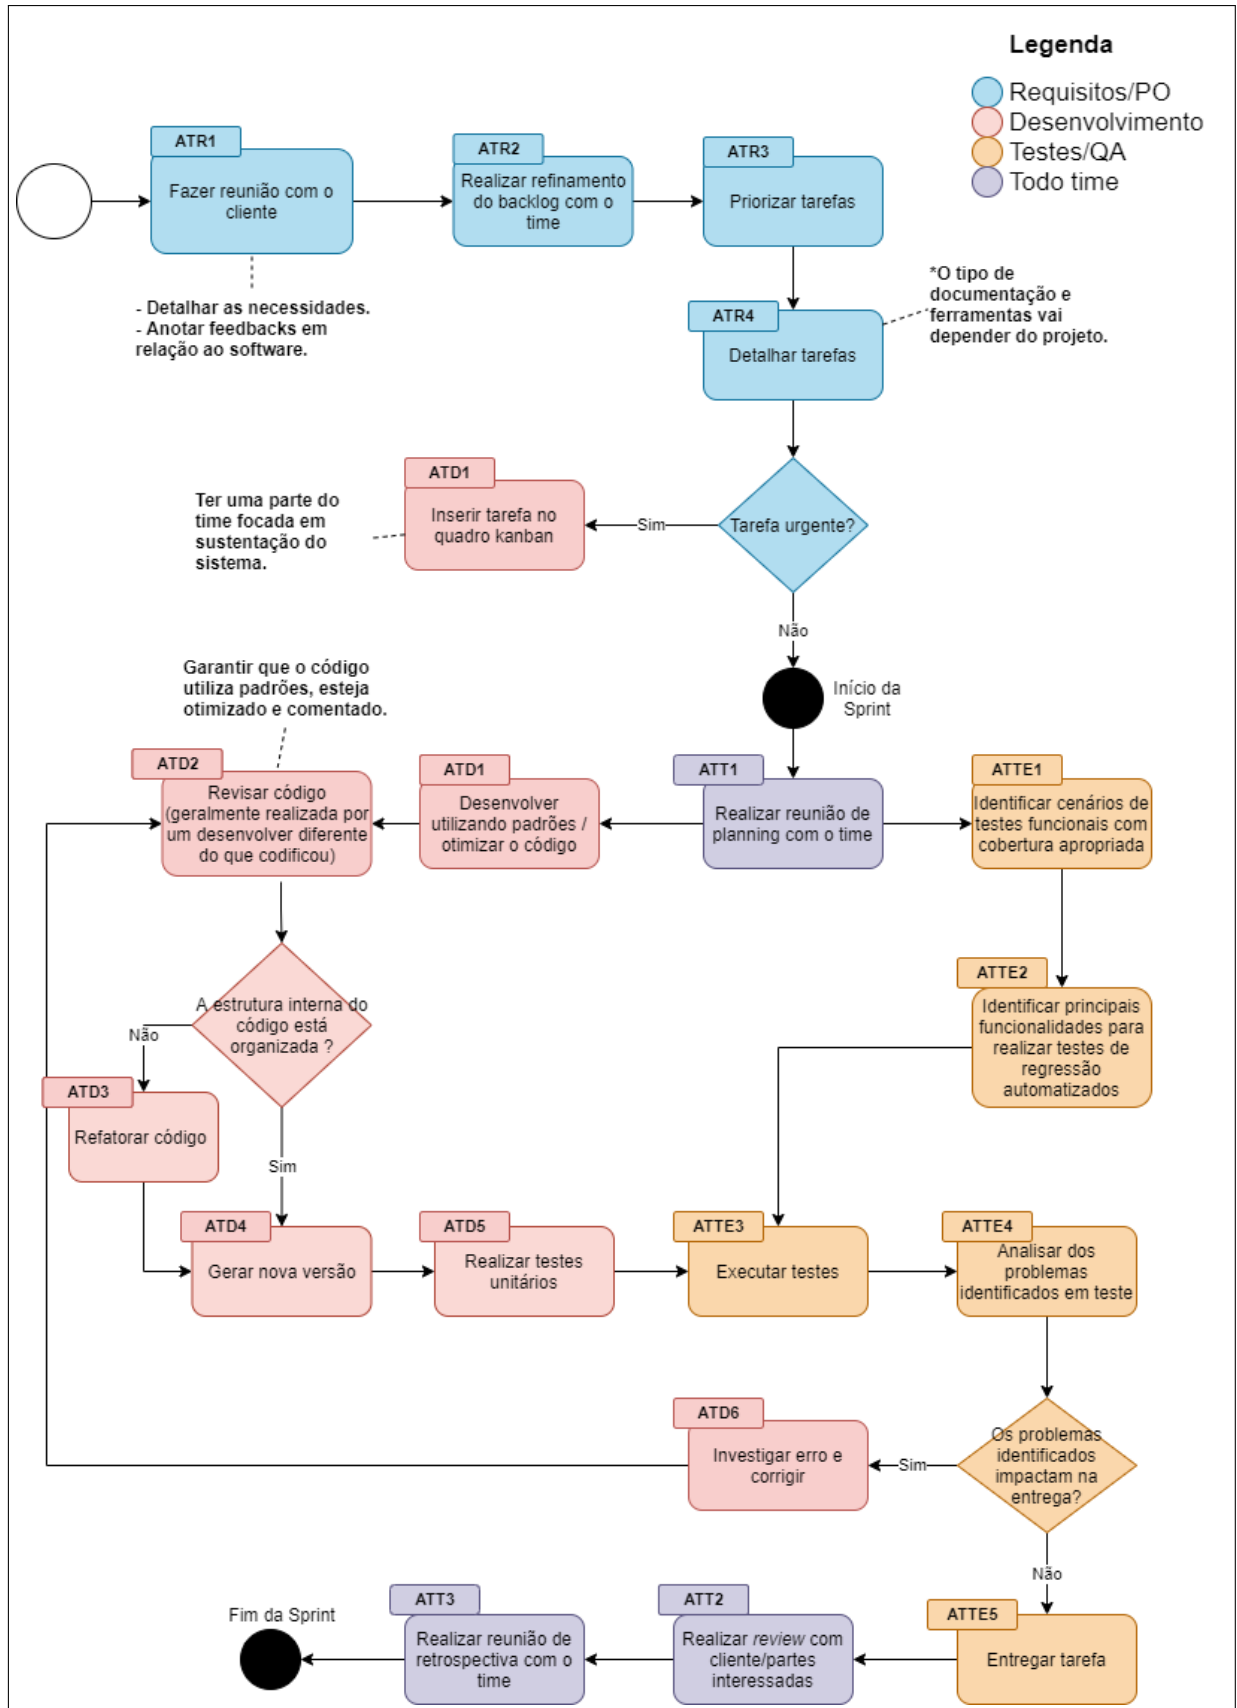 Legenda
Requisitos/PO
Desenvolvimento
Testes/QA
Todo time
ATR1
Fazer reunião com o
cliente
ATR2
Realizar refinamento
do backlog com o
time
ATR3
Priorizar tarefas
- Detalhar as necessidades.
- Anotar feedbacks em
relação ao software.
*O tipo de
documentação e
ferramentas vai
depender do projeto.
ATR4
Detalhar tarefas
Tarefa urgente?
Sim
ATD1
Inserir tarefa no
quadro kanban
Ter uma parte do
time focada em
sustentação do
sistema.
Não
Início da
Sprint
Garantir que o código
utiliza padrões, esteja
otimizado e comentado.
ATD2
Revisar código
(geralmente realizada por
um desenvolver diferente
do que codificou)
ATD1
Desenvolver
utilizando padrões /
otimizar o código
ATT1
Realizar reunião de
planning com o time
ATTE1
Identificar cenários de
testes funcionais com
cobertura apropriada
ATTE2
Identificar principais
funcionalidades para
realizar testes de
regressão
automatizados
A estrutura interna do
código está
organizada ?
Não
ATD3
Refatorar código
Sim
ATD4
Gerar nova versão
ATD5
Realizar testes
unitários
ATTE3
Executar testes
ATTE4
Analisar dos
problemas
identificados em teste
Os problemas
identificados
impactam na
entrega?
Sim
ATD6
Investigar erro e
corrigir
Não
ATTE5
Entregar tarefa
ATT2
Realizar review com
cliente/partes
interessadas
ATT3
Realizar reunião de
retrospectiva com o
time
Fim da Sprint